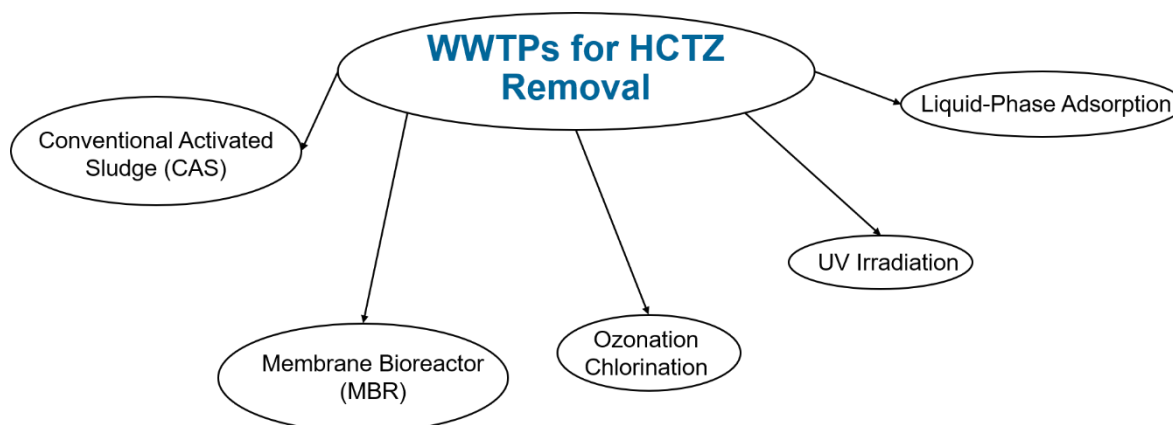 WWTPs for HCTZ
Removal
Liquid-Phase Adsorption
Conventional Activated
Sludge (CAS)
UV Irradiation
Ozonation
Chlorination
Membrane Bioreactor
(MBR)